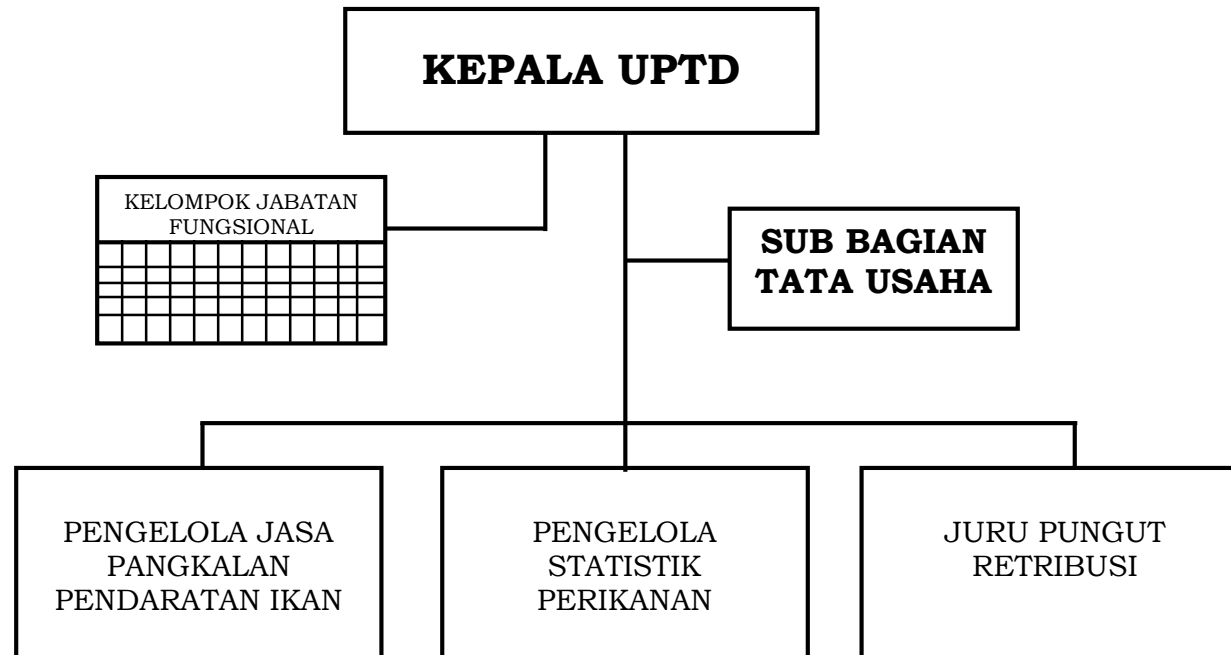 KEPALA UPTD
KELOMPOK JABATAN
FUNGSIONAL
SUB BAGIAN
TATA USAHA
PENGELOLA JASA
PANGKALAN
PENDARATAN IKAN
PENGELOLA
STATISTIK
PERIKANAN
JURU PUNGUT
RETRIBUSI